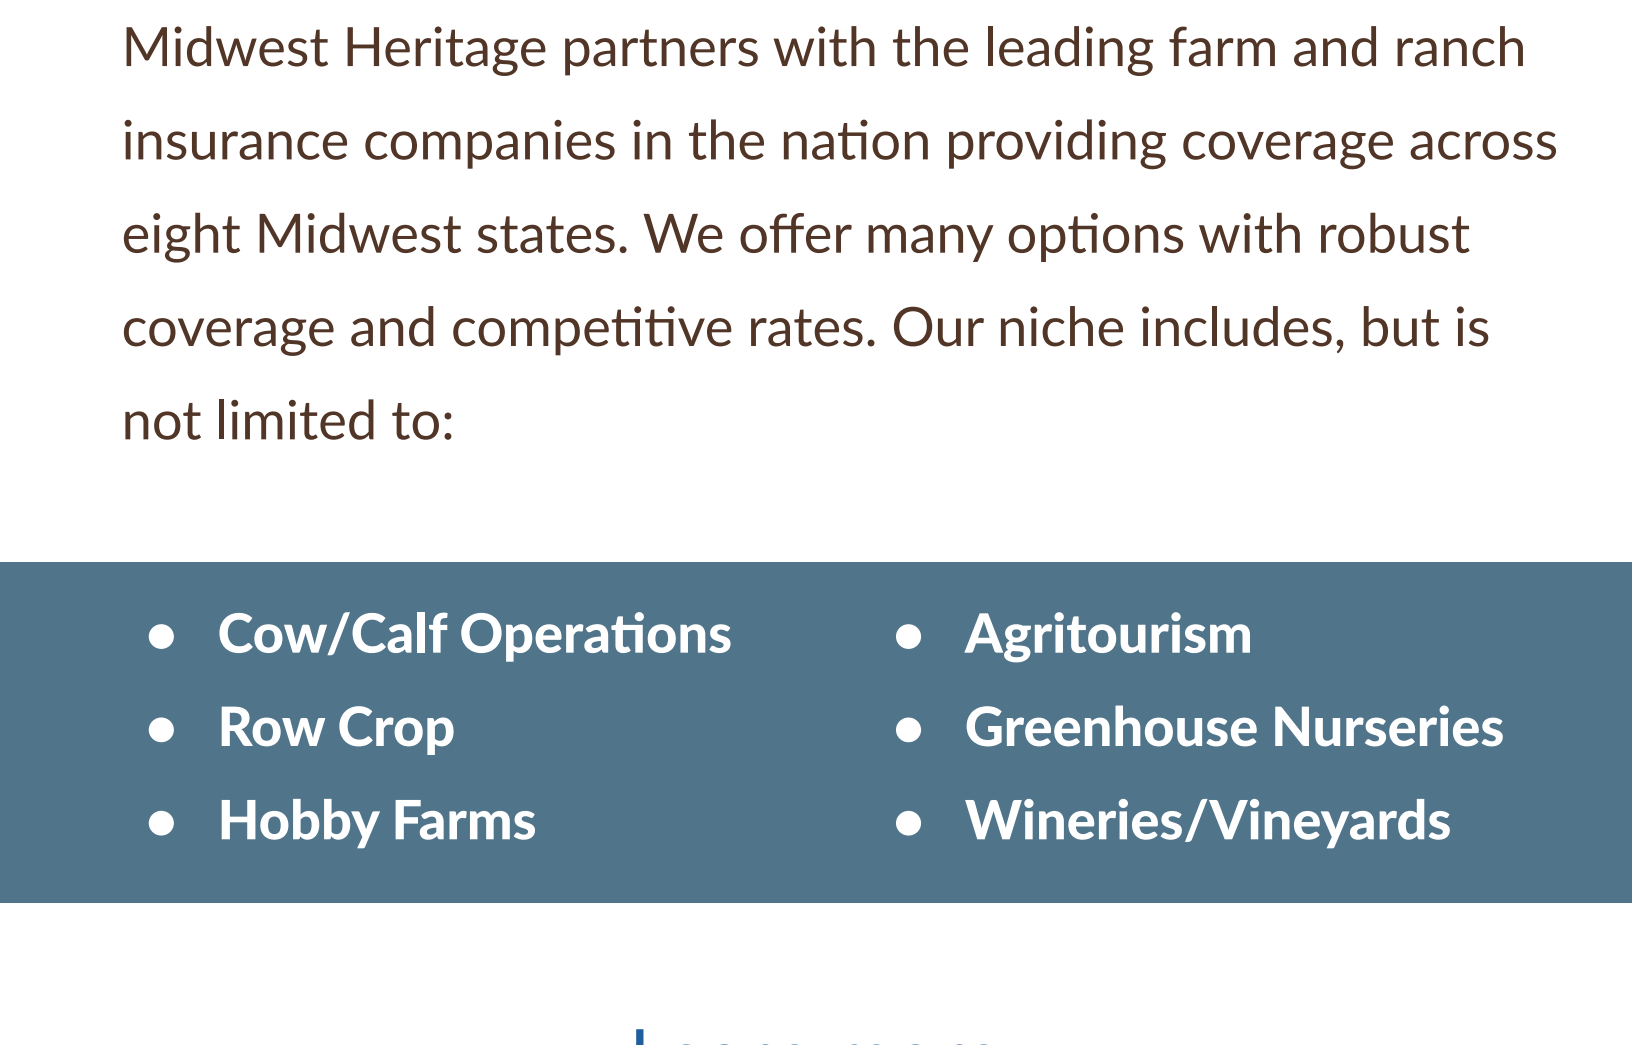 Midwest Heritage partners with the leading farm and ranch
insurance companies in the nation providing coverage across
eight Midwest states. We offer many options with robust
coverage and competitive rates. Our niche includes, but is
not limited to:
• Cow/Calf Operations
• Row Crop
• Hobby Farms
• Agritourism
• Greenhouse Nurseries
• Wineries/Vineyards